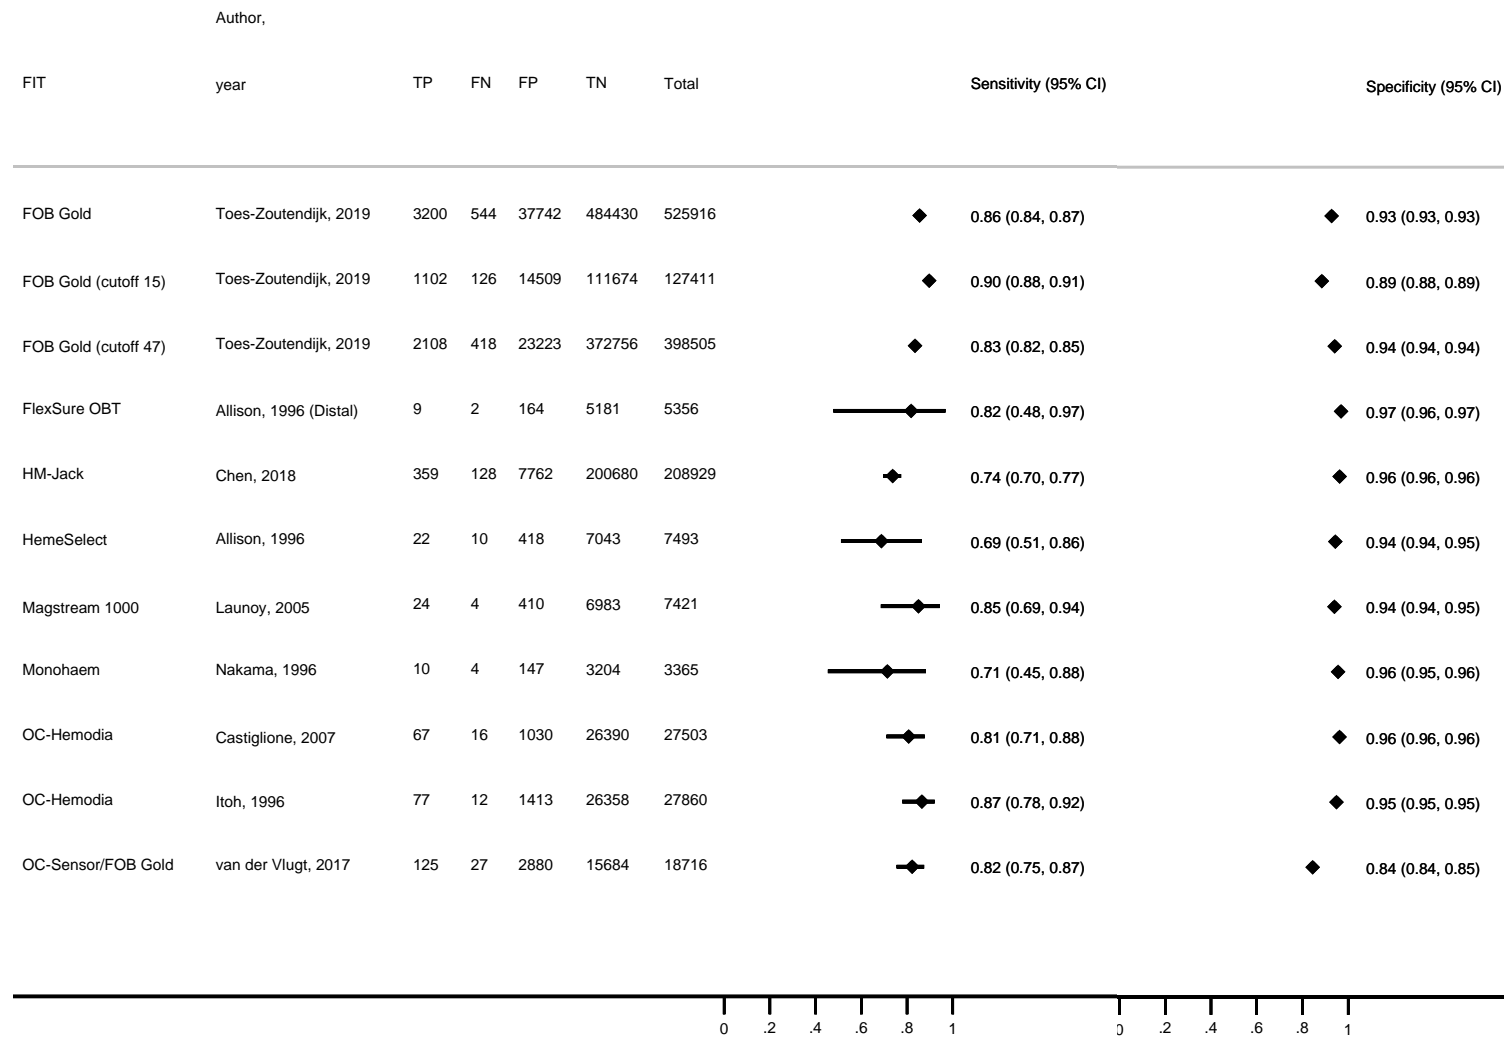 Author,
FIT year TP FN FP TN Total Sensitivity (95% CI) Specificity (95% CI)
FOB Gold Toes-Zoutendijk, 2019 3200 544 37742 484430 525916 0.86 (0.84, 0.87) 0.93 (0.93, 0.93)
FOB Gold (cutoff 15) Toes-Zoutendijk, 2019 1102 126 14509 111674 127411 0.90 (0.88, 0.91) 0.89 (0.88, 0.89)
FOB Gold (cutoff 47) Toes-Zoutendijk, 2019 2108 418 23223 372756 398505 0.83 (0.82, 0.85) 0.94 (0.94, 0.94)
FlexSure OBT Allison, 1996 (Distal) 9 2 164 5181 5356 0.82 (0.48, 0.97) 0.97 (0.96, 0.97)
HM-Jack Chen, 2018 359 128 7762 200680 208929 0.74 (0.70, 0.77) 0.96 (0.96, 0.96)
HemeSelect Allison, 1996 22 10 418 7043 7493 0.69 (0.51, 0.86) 0.94 (0.94, 0.95)
Magstream 1000 Launoy, 2005 24 4 410 6983 7421 0.85 (0.69, 0.94) 0.94 (0.94, 0.95)
Monohaem Nakama, 1996 10 4 147 3204 3365 0.71 (0.45, 0.88) 0.96 (0.95, 0.96)
OC-Hemodia Castiglione, 2007 67 16 1030 26390 27503 0.81 (0.71, 0.88) 0.96 (0.96, 0.96)
OC-Hemodia Itoh, 1996 77 12 1413 26358 27860 0.87 (0.78, 0.92) 0.95 (0.95, 0.95)
OC-Sensor/FOB Gold van der Vlugt, 2017 125 27 2880 15684 18716 0.82 (0.75, 0.87) 0.84 (0.84, 0.85)
0 .2 .4 .6 .8 1 0 .2 .4 .6 .8 1